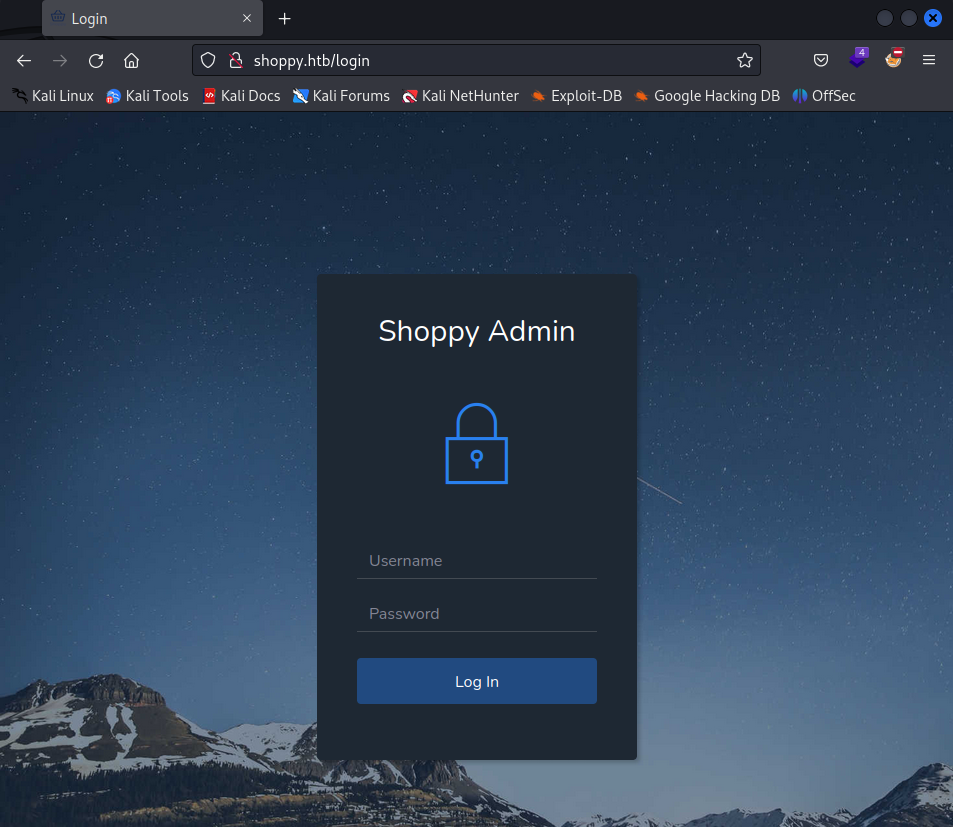 Login
shoppy.htb/login
4
Kali Linux Kali Tools Kali Docs Kali Forums Kali NetHunter Exploit-DB Google Hacking DB OffSec
Shoppy Admin
Username
Password
Log In